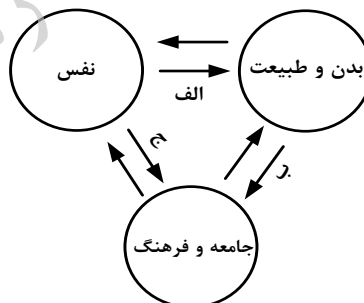 نفس
بدن و طبیعت
الف
ج
جامعه و فرهنگ